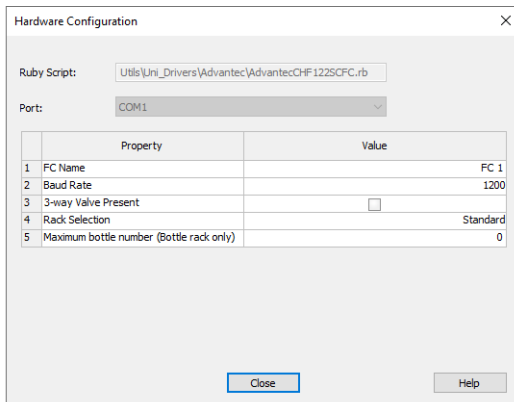 Hardware Configuration
Ruby Script: Utils\Uni_Drivers\Advantec\AdvantecCHF122SCFC.rb
Port: COM1
Property Value
1 FC Name FC 1
2 Baud Rate 1200
3 3-way Valve Present
4 Rack Selection Standard
5 Maximum bottle number (Bottle rack only) 0
Close Help